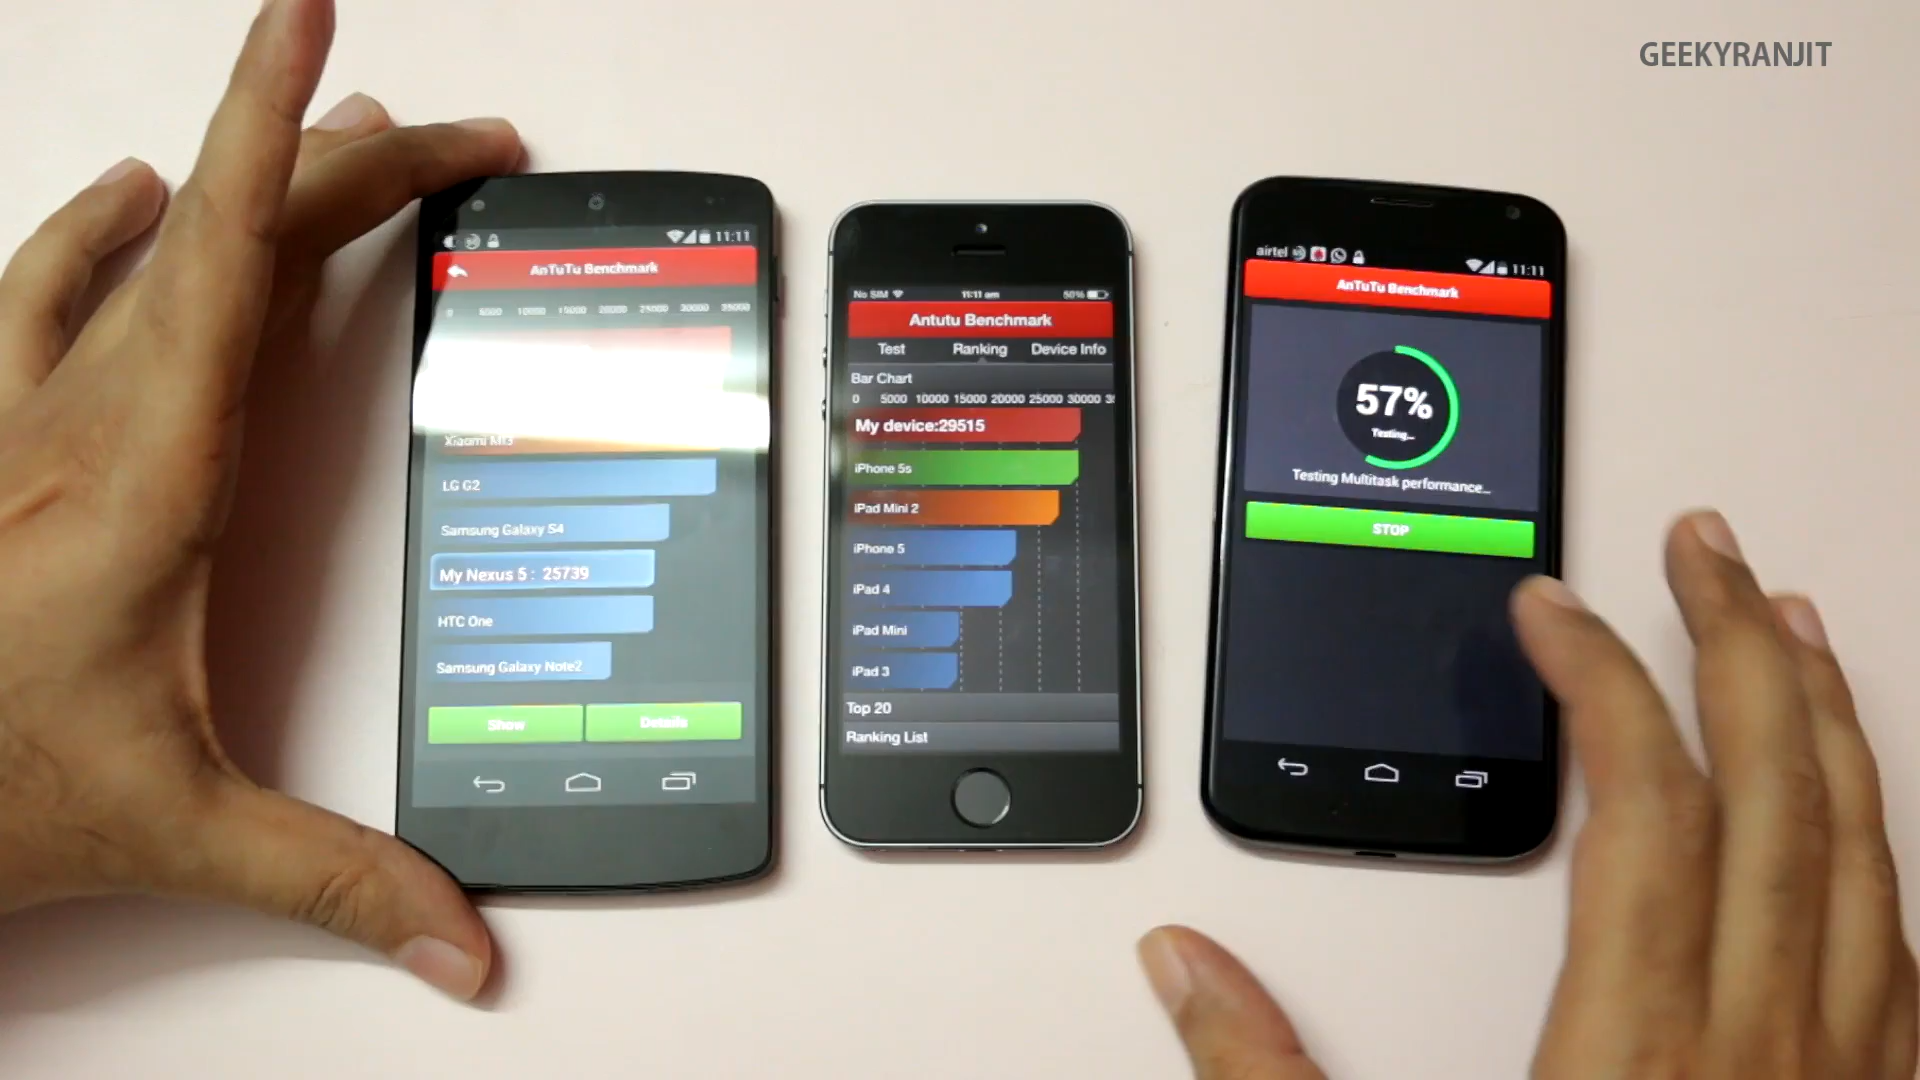 GEEKYRANJIT
11:11
AnTuTu Benchmark
0 5000 10000 15000 20000 25000 30000 35000
Xiaomi MI3
LG G2
Samsung Galaxy S4
My Nexus 5 : 25739
HTC One
Samsung Galaxy Note2
Show Details
No SIM 11:11 am 50%
Antutu Benchmark
Test Ranking Device Info
Bar Chart
0 5000 10000 15000 20000 25000 30000
My device:29515
iPhone 5s
iPad Mini 2
iPhone 5
iPad 4
iPad Mini
iPad 3
Top 20
Ranking List
airtel 11:11
AnTuTu Benchmark
57%
Testing...
Testing Multitask performance...
STOP